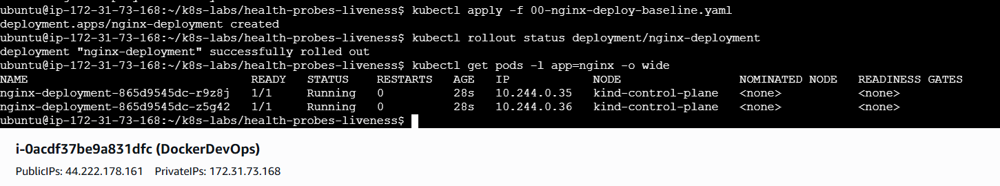 ubuntu@ip-172-31-73-168:~/k8s-labs/health-probes-liveness$ kubectl apply -f 00-nginx-deploy-baseline.yaml
deployment.apps/nginx-deployment created
ubuntu@ip-172-31-73-168:~/k8s-labs/health-probes-liveness$ kubectl rollout status deployment/nginx-deployment
deployment "nginx-deployment" successfully rolled out
ubuntu@ip-172-31-73-168:~/k8s-labs/health-probes-liveness$ kubectl get pods -l app=nginx -o wide
NAME READY STATUS RESTARTS AGE IP NODE NOMINATED NODE READINESS GATES
nginx-deployment-865d9545dc-r9z8j 1/1 Running 0 28s 10.244.0.35 kind-control-plane <none> <none>
nginx-deployment-865d9545dc-z5g42 1/1 Running 0 28s 10.244.0.36 kind-control-plane <none> <none>
ubuntu@ip-172-31-73-168:~/k8s-labs/health-probes-liveness$
i-0acdf37be9a831dfc (DockerDevOps)
PublicIPs: 44.222.178.161 PrivateIPs: 172.31.73.168